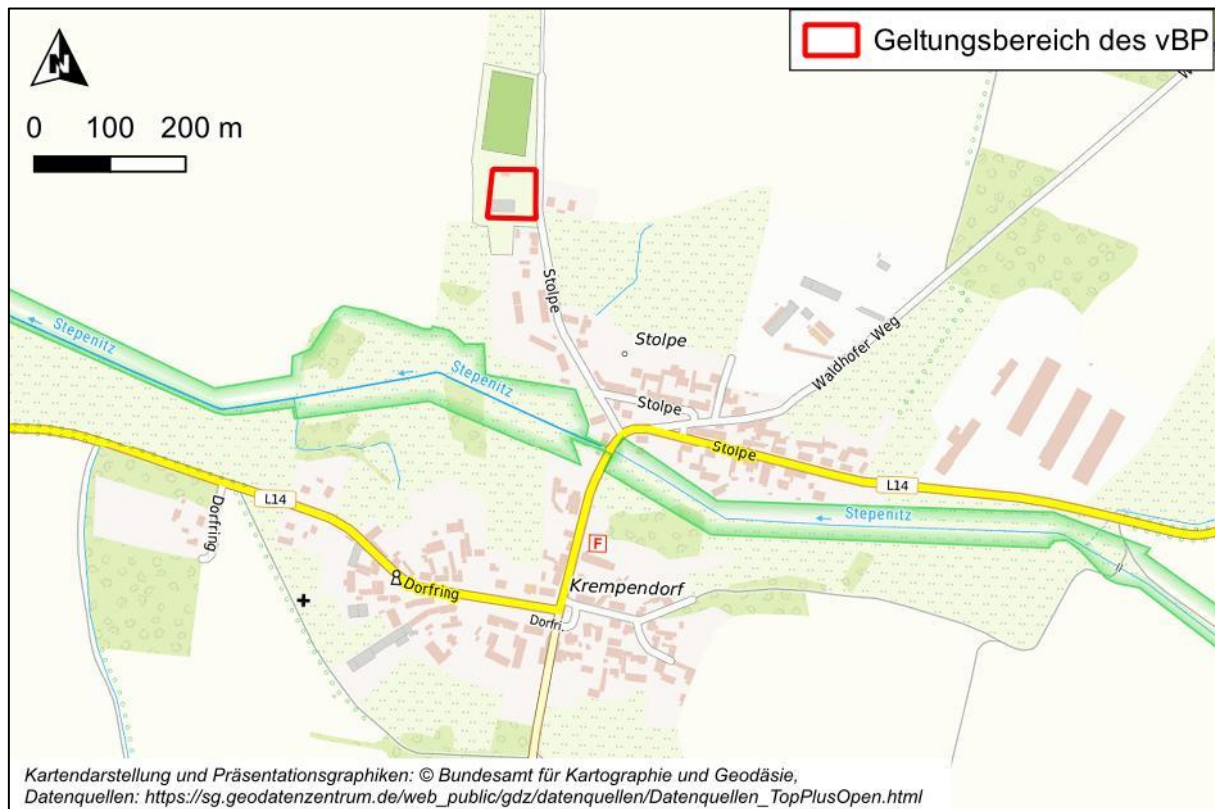 Geltungsbereich des vBP
N
0 100 200 m
W
Stolpe
Stepenitz
Stepenitz
Stolpe
Waldhofer Weg
Stolpe
Stolpe
L14
L14
Stepenitz
Dorfring
F
Dorfring
Krempendorf
Dorfri.
Kartendarstellung und Präsentationsgraphiken: © Bundesamt für Kartographie und Geodäsie,
Datenquellen: https://sg.geodatenzentrum.de/web_public/gdz/datenquellen/Datenquellen_TopPlusOpen.html